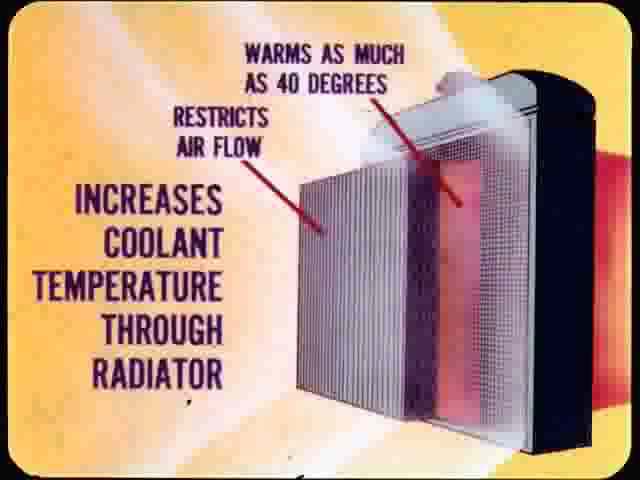 WARMS AS MUCH
AS 40 DEGREES
RESTRICTS
AIR FLOW
INCREASES
COOLANT
TEMPERATURE
THROUGH
RADIATOR